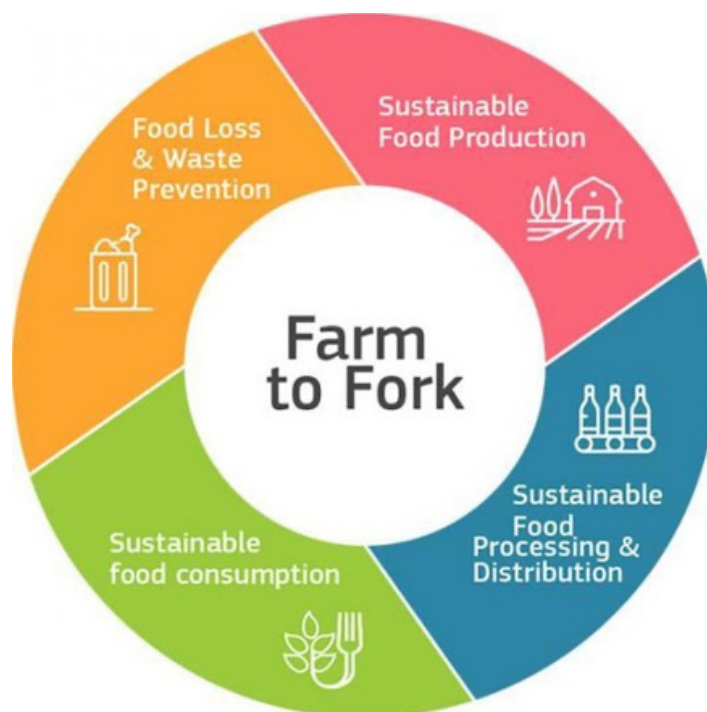 Food Loss
& Waste
Prevention
Sustainable
Food Production
Farm
to Fork
Sustainable
Food
Processing &
Distribution
Sustainable
food consumption